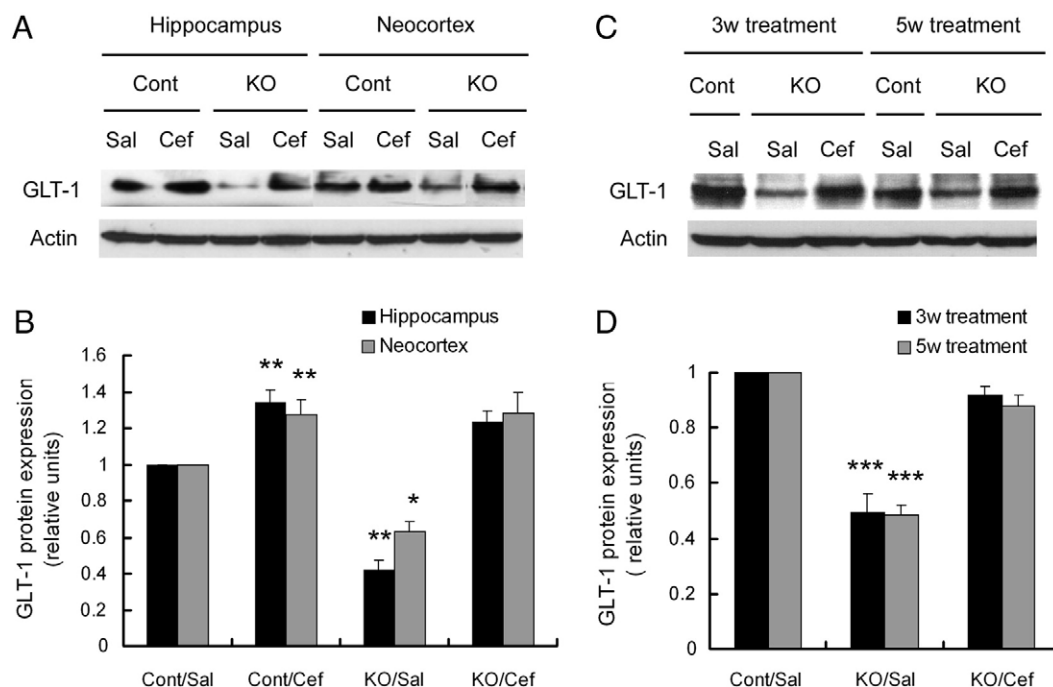 A
Hippocampus Neocortex
Cont KO Cont KO
Sal Cef Sal Cef Sal Cef Sal Cef
GLT-1
Actin
B
Hippocampus
Neocortex
GLT-1 protein expression
(relative units)
1.6
1.4
1.2
1
0.8
0.6
0.4
0.2
0
** **
** *
Cont/Sal Cont/Cef KO/Sal KO/Cef
C
3w treatment 5w treatment
Cont KO Cont KO
Sal Sal Cef Sal Sal Cef
GLT-1
Actin
D
3w treatment
5w treatment
GLT-1 protein expression
( relative units)
1
0.8
0.6
0.4
0.2
0
*** ***
Cont/Sal KO/Sal KO/Cef